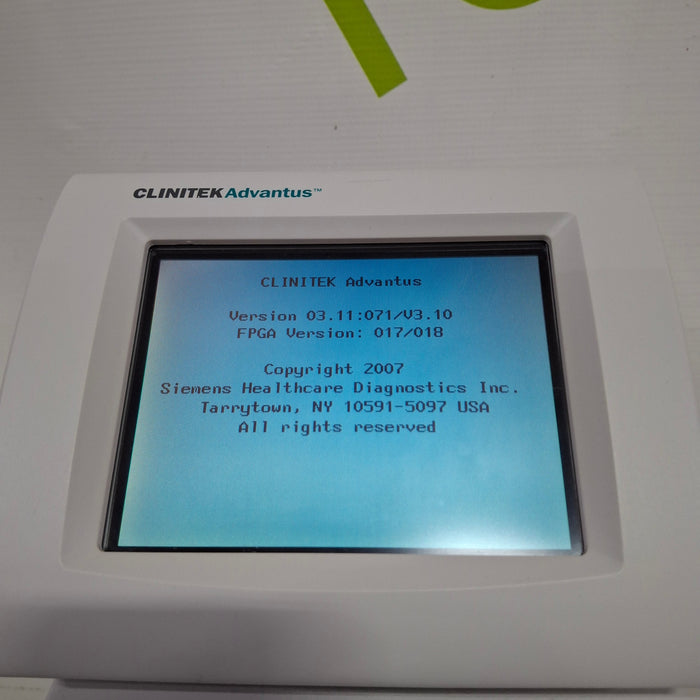 CLINITEK Advantus™
CLINITEK Advantus
Version 03.11:071/V3.10
FPGA Version: 017/018
Copyright 2007
Siemens Healthcare Diagnostics Inc.
Tarrytown, NY 10591-5097 USA
All rights reserved